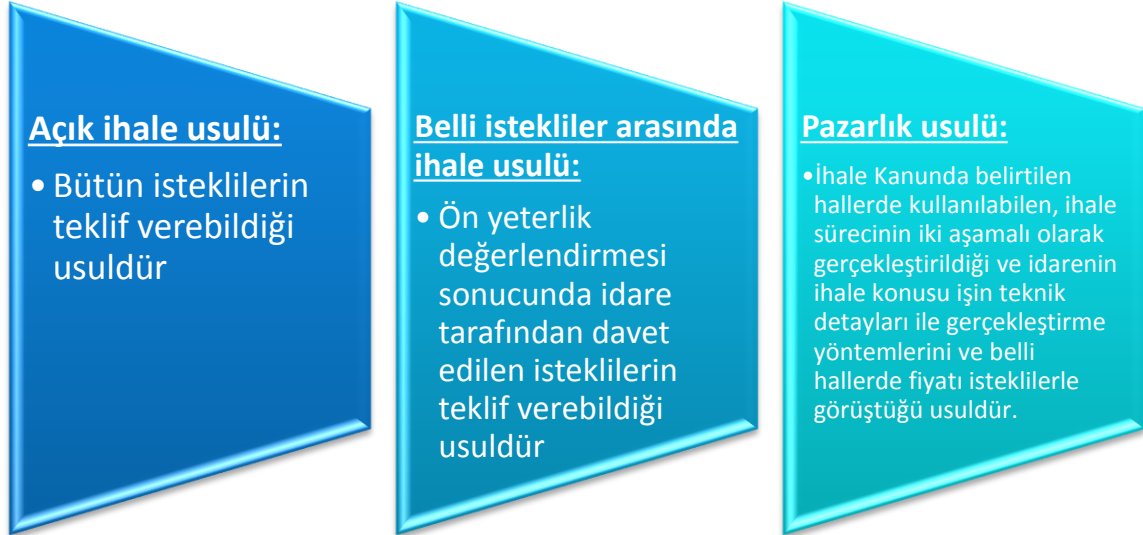 Açık ihale usulü:
• Bütün isteklilerin
teklif verebildiği
usuldür
Belli istekliler arasında
ihale usulü:
• Ön yeterlik
değerlendirmesi
sonucunda idare
tarafından davet
edilen isteklilerin
teklif verebildiği
usuldür
Pazarlık usulü:
•İhale Kanunda belirtilen
hallerde kullanılabilen, ihale
sürecinin iki aşamalı olarak
gerçekleştirildiği ve idarenin
ihale konusu işin teknik
detayları ile gerçekleştirme
yöntemlerini ve belli
hallerde fiyatı isteklilerle
görüştüğü usuldür.